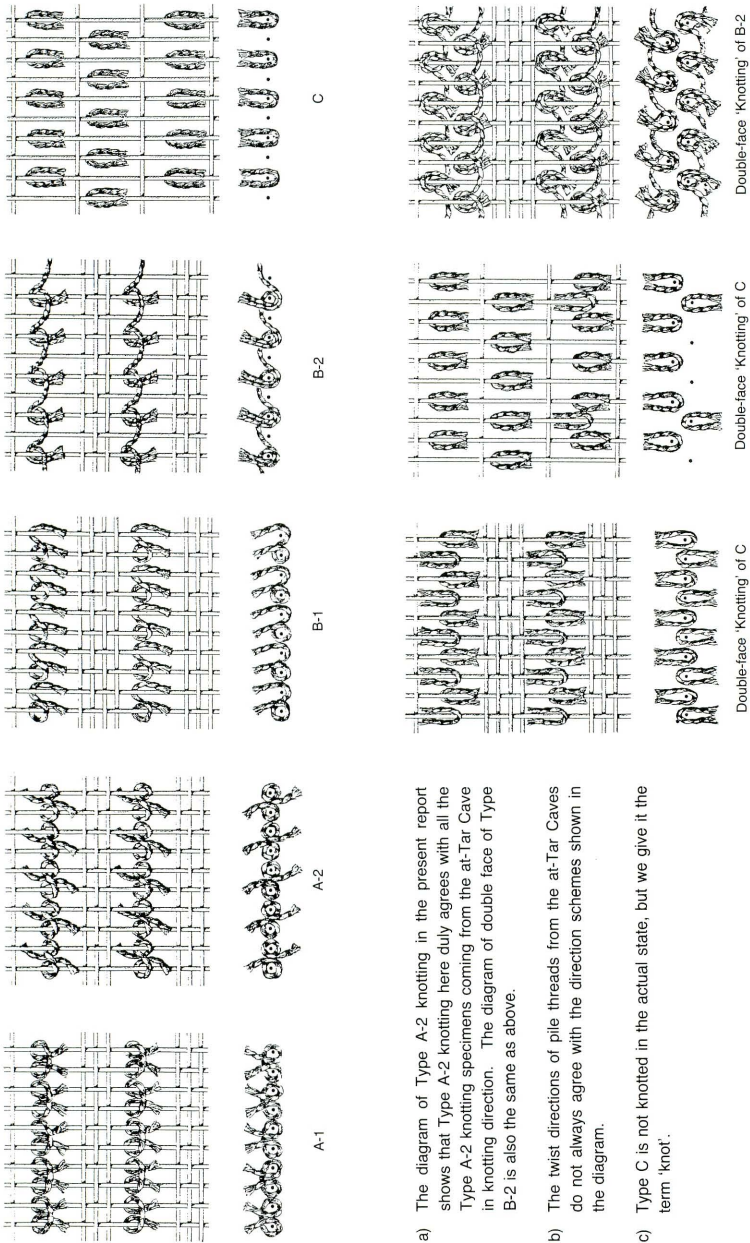 A-1
A-2
B-1
B-2
C
a) The diagram of Type A-2 knotting in the present report
shows that Type A-2 knotting here duly agrees with all the
Type A-2 knotting specimens coming from the at-Tar Cave
in knotting direction. The diagram of double face of Type
B-2 is also the same as above.
b) The twist directions of pile threads from the at-Tar Caves
do not always agree with the direction schemes shown in
the diagram.
c) Type C is not knotted in the actual state, but we give it the
term 'knot'.
Double-face 'Knotting' of C
Double-face 'Knotting' of C
Double-face 'Knotting' of B-2